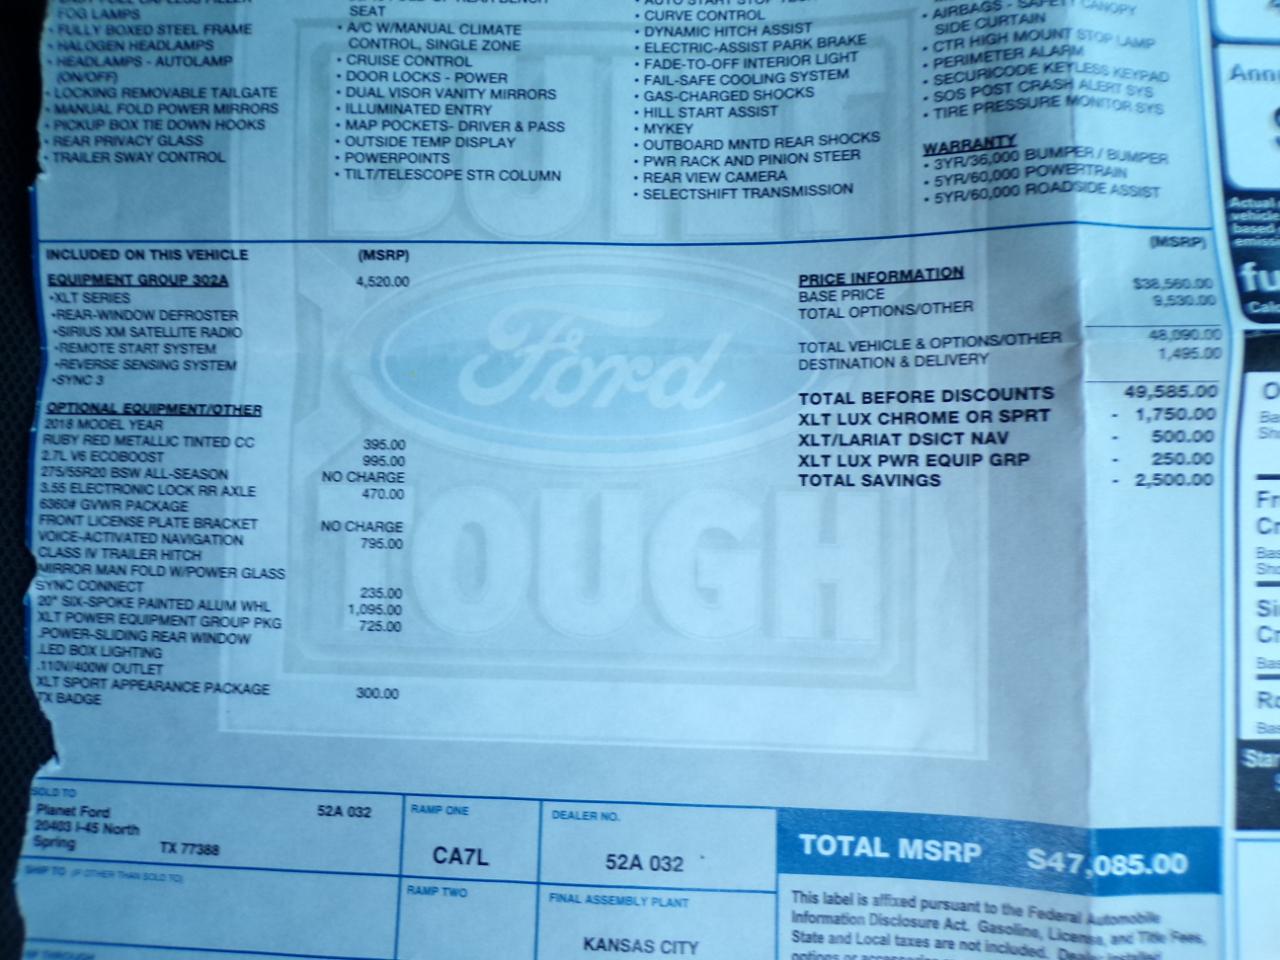 FOG LAMPS
• FULLY BOXED STEEL FRAME
• HALOGEN HEADLAMPS
• HEADLAMPS - AUTOLAMP
(ON/OFF)
• LOCKING REMOVABLE TAILGATE
• MANUAL FOLD POWER MIRRORS
• PICKUP BOX TIE DOWN HOOKS
• REAR PRIVACY GLASS
• TRAILER SWAY CONTROL
SEAT
• A/C W/MANUAL CLIMATE
CONTROL, SINGLE ZONE
• CRUISE CONTROL
• DOOR LOCKS - POWER
• DUAL VISOR VANITY MIRRORS
• ILLUMINATED ENTRY
• MAP POCKETS- DRIVER & PASS
• OUTSIDE TEMP DISPLAY
• POWERPOINTS
• TILT/TELESCOPE STR COLUMN
• CURVE CONTROL
• DYNAMIC HITCH ASSIST
• ELECTRIC-ASSIST PARK BRAKE
• FADE-TO-OFF INTERIOR LIGHT
• FAIL-SAFE COOLING SYSTEM
• GAS-CHARGED SHOCKS
• HILL START ASSIST
• MYKEY
• OUTBOARD MNTD REAR SHOCKS
• PWR RACK AND PINION STEER
• REAR VIEW CAMERA
• SELECTSHIFT TRANSMISSION
• AIRBAGS - SAFETY CANOPY
SIDE CURTAIN
• CTR HIGH MOUNT STOP LAMP
• PERIMETER ALARM
• SECURICODE KEYLESS KEYPAD
• SOS POST CRASH ALERT SYS
• TIRE PRESSURE MONITOR SYS
WARRANTY
• 3YR/36,000 BUMPER / BUMPER
• 5YR/60,000 POWERTRAIN
• 5YR/60,000 ROADSIDE ASSIST
BUILT
Ford
TOUGH
INCLUDED ON THIS VEHICLE (MSRP)
EQUIPMENT GROUP 302A 4,520.00
•XLT SERIES
•REAR-WINDOW DEFROSTER
•SIRIUS XM SATELLITE RADIO
•REMOTE START SYSTEM
•REVERSE SENSING SYSTEM
•SYNC 3
OPTIONAL EQUIPMENT/OTHER
2018 MODEL YEAR
RUBY RED METALLIC TINTED CC 395.00
2.7L V6 ECOBOOST 995.00
275/55R20 BSW ALL-SEASON NO CHARGE
3.55 ELECTRONIC LOCK RR AXLE 470.00
6360# GVWR PACKAGE
FRONT LICENSE PLATE BRACKET NO CHARGE
VOICE-ACTIVATED NAVIGATION 795.00
CLASS IV TRAILER HITCH
MIRROR MAN FOLD W/POWER GLASS
SYNC CONNECT 235.00
20" SIX-SPOKE PAINTED ALUM WHL 1,095.00
XLT POWER EQUIPMENT GROUP PKG 725.00
.POWER-SLIDING REAR WINDOW
.LED BOX LIGHTING
.110V/400W OUTLET
XLT SPORT APPEARANCE PACKAGE 300.00
TX BADGE
(MSRP)
PRICE INFORMATION
BASE PRICE $38,560.00
TOTAL OPTIONS/OTHER 9,530.00
TOTAL VEHICLE & OPTIONS/OTHER 48,090.00
DESTINATION & DELIVERY 1,495.00
TOTAL BEFORE DISCOUNTS 49,585.00
XLT LUX CHROME OR SPRT - 1,750.00
XLT/LARIAT DSICT NAV - 500.00
XLT LUX PWR EQUIP GRP - 250.00
TOTAL SAVINGS - 2,500.00
SOLD TO
Planet Ford 52A 032
20403 I-45 North
Spring TX 77388
SHIP TO (IF OTHER THAN SOLD TO)
RAMP ONE
CA7L
RAMP TWO
DEALER NO.
52A 032
FINAL ASSEMBLY PLANT
KANSAS CITY
TOTAL MSRP $47,085.00
This label is affixed pursuant to the Federal Automobile
Information Disclosure Act. Gasoline, License, and Title Fees,
State and Local taxes are not included. Dealer installed